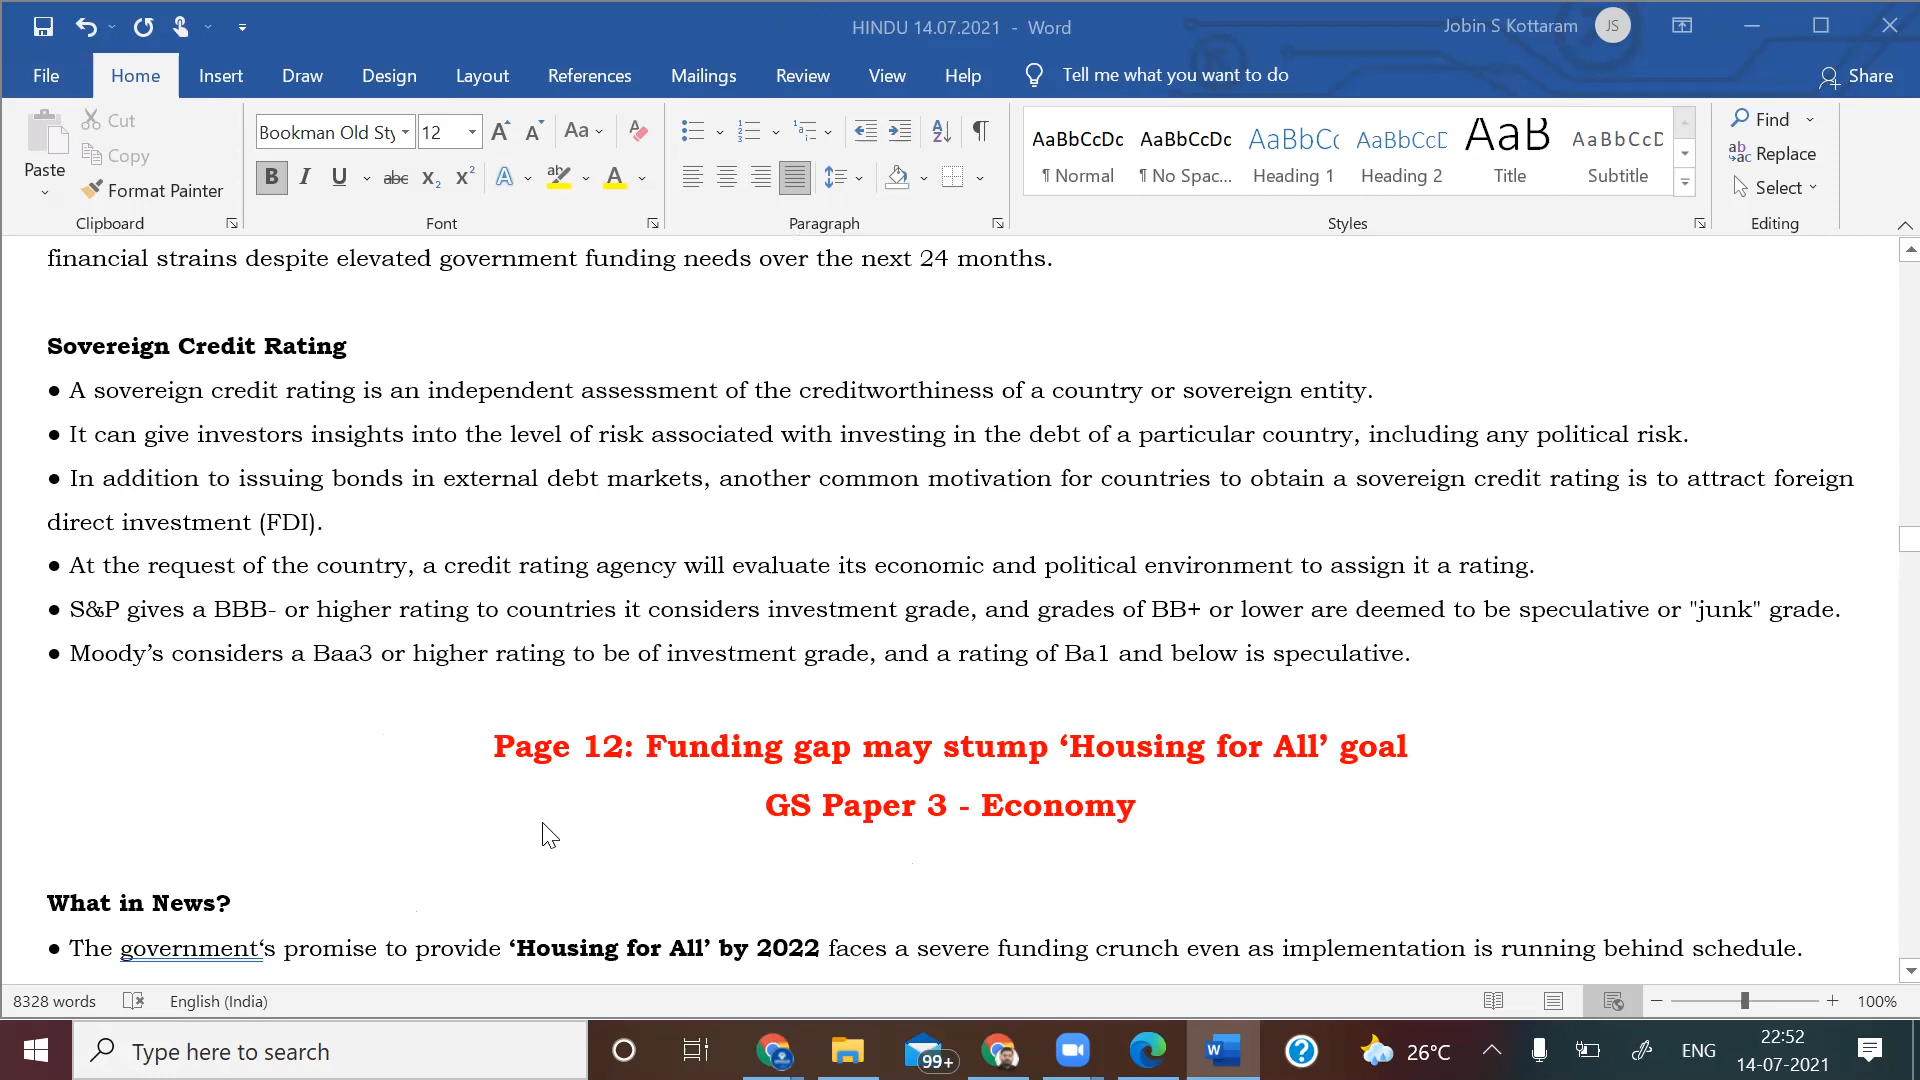 HINDU 14.07.2021 - Word
Jobin S Kottaram JS
File Home Insert Draw Design Layout References Mailings Review View Help Tell me what you want to do Share
Paste
Cut
Copy
Format Painter
Clipboard
Bookman Old Sty 12 Aa
B I U abc X₂ X² A ab A
Font
Paragraph
AaBbCcDc AaBbCcDc AaBbCc AaBbCcD AaB AaBbCcD
¶ Normal ¶ No Spac... Heading 1 Heading 2 Title Subtitle
Styles
Find
Replace
Select
Editing
financial strains despite elevated government funding needs over the next 24 months.
Sovereign Credit Rating
● A sovereign credit rating is an independent assessment of the creditworthiness of a country or sovereign entity.
● It can give investors insights into the level of risk associated with investing in the debt of a particular country, including any political risk.
● In addition to issuing bonds in external debt markets, another common motivation for countries to obtain a sovereign credit rating is to attract foreign
direct investment (FDI).
● At the request of the country, a credit rating agency will evaluate its economic and political environment to assign it a rating.
● S&P gives a BBB- or higher rating to countries it considers investment grade, and grades of BB+ or lower are deemed to be speculative or "junk" grade.
● Moody’s considers a Baa3 or higher rating to be of investment grade, and a rating of Ba1 and below is speculative.
Page 12: Funding gap may stump ‘Housing for All’ goal
GS Paper 3 - Economy
What in News?
● The government‘s promise to provide ‘Housing for All’ by 2022 faces a severe funding crunch even as implementation is running behind schedule.
8328 words English (India) 100%
Type here to search
99+
26°C
ENG
22:52
14-07-2021